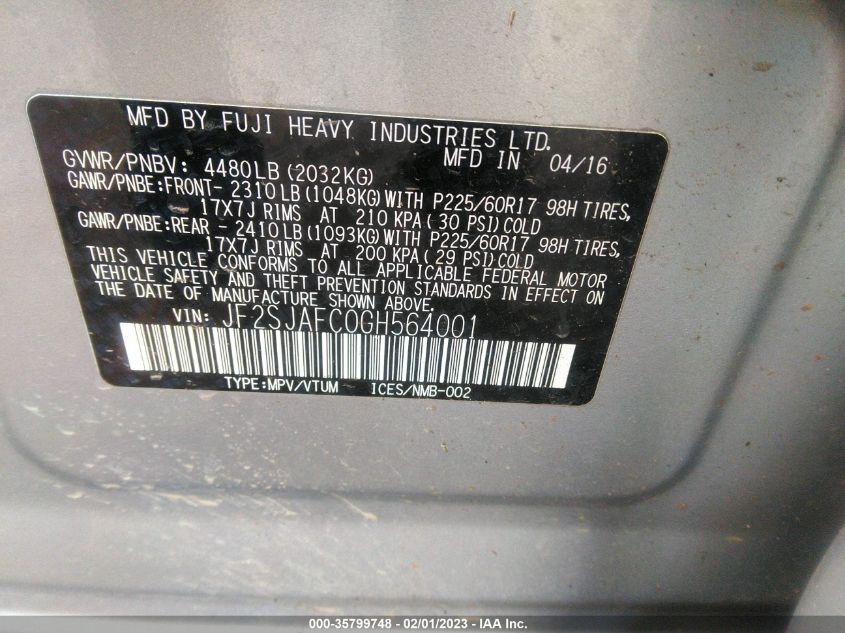 MFD BY FUJI HEAVY INDUSTRIES LTD.
MFD IN 04/16
GVWR/PNBV: 4480LB(2032KG)
GAWR/PNBE:FRONT- 2310LB(1048KG)WITH P225/60R17 98H TIRES,
17X7J RIMS AT 210 KPA(30 PSI)COLD
GAWR/PNBE:REAR - 2410LB(1093KG)WITH P225/60R17 98H TIRES,
17X7J RIMS AT 200 KPA(29 PSI)COLD
THIS VEHICLE CONFORMS TO ALL APPLICABLE FEDERAL MOTOR
VEHICLE SAFETY AND THEFT PREVENTION STANDARDS IN EFFECT ON
THE DATE OF MANUFACTURE SHOWN ABOVE.
VIN: JF2SJAFC0GH564001
TYPE:MPV/VTUM ICES/NMB-002
000-35799748 - 02/01/2023 - © IAA Inc.